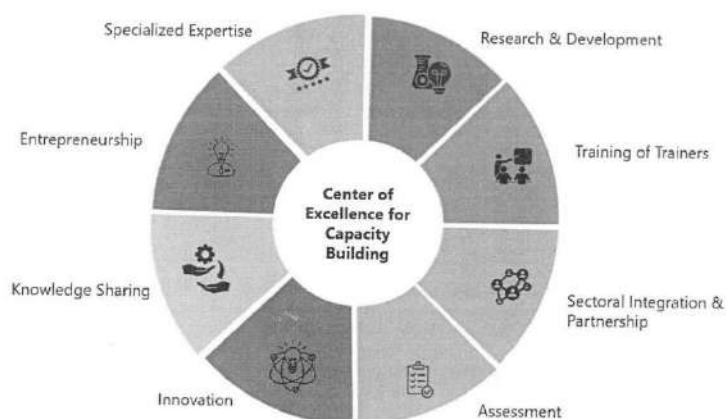 Specialized Expertise
Research & Development
Entrepreneurship
Training of Trainers
Center of
Excellence for
Capacity
Building
Knowledge Sharing
Sectoral Integration &
Partnership
Innovation
Assessment